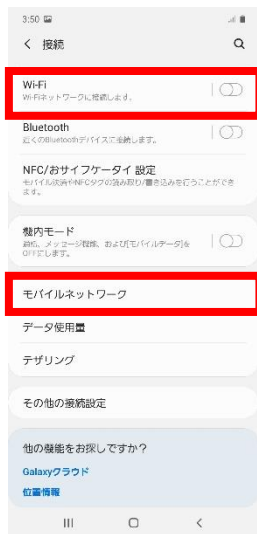 3:50
接続
Wi-Fi
Wi-Fiネットワークに接続します。
Bluetooth
近くのBluetoothデバイスに接続します。
NFC/おサイフケータイ 設定
モバイル決済やNFCタグの読み取り/書き込みを行うことができ
ます。
機内モード
通話、メッセージ機能、および[モバイルデータ]を
OFFにします。
モバイルネットワーク
データ使用量
テザリング
その他の接続設定
他の機能をお探しですか？
Galaxyクラウド
位置情報